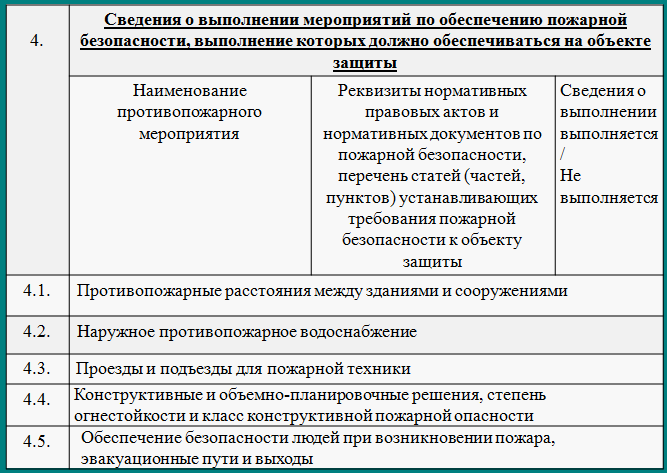 4.
Сведения о выполнении мероприятий по обеспечению пожарной
безопасности, выполнение которых должно обеспечиваться на объекте
защиты
Наименование
противопожарного
мероприятия
Реквизиты нормативных
правовых актов и
нормативных документов по
пожарной безопасности,
перечень статей (частей,
пунктов) устанавливающих
требования пожарной
безопасности к объекту
защиты
Сведения о
выполнении
выполняется
/
Не
выполняется
4.1. Противопожарные расстояния между зданиями и сооружениями
4.2. Наружное противопожарное водоснабжение
4.3. Проезды и подъезды для пожарной техники
4.4. Конструктивные и объемно-планировочные решения, степень
огнестойкости и класс конструктивной пожарной опасности
4.5. Обеспечение безопасности людей при возникновении пожара,
эвакуационные пути и выходы